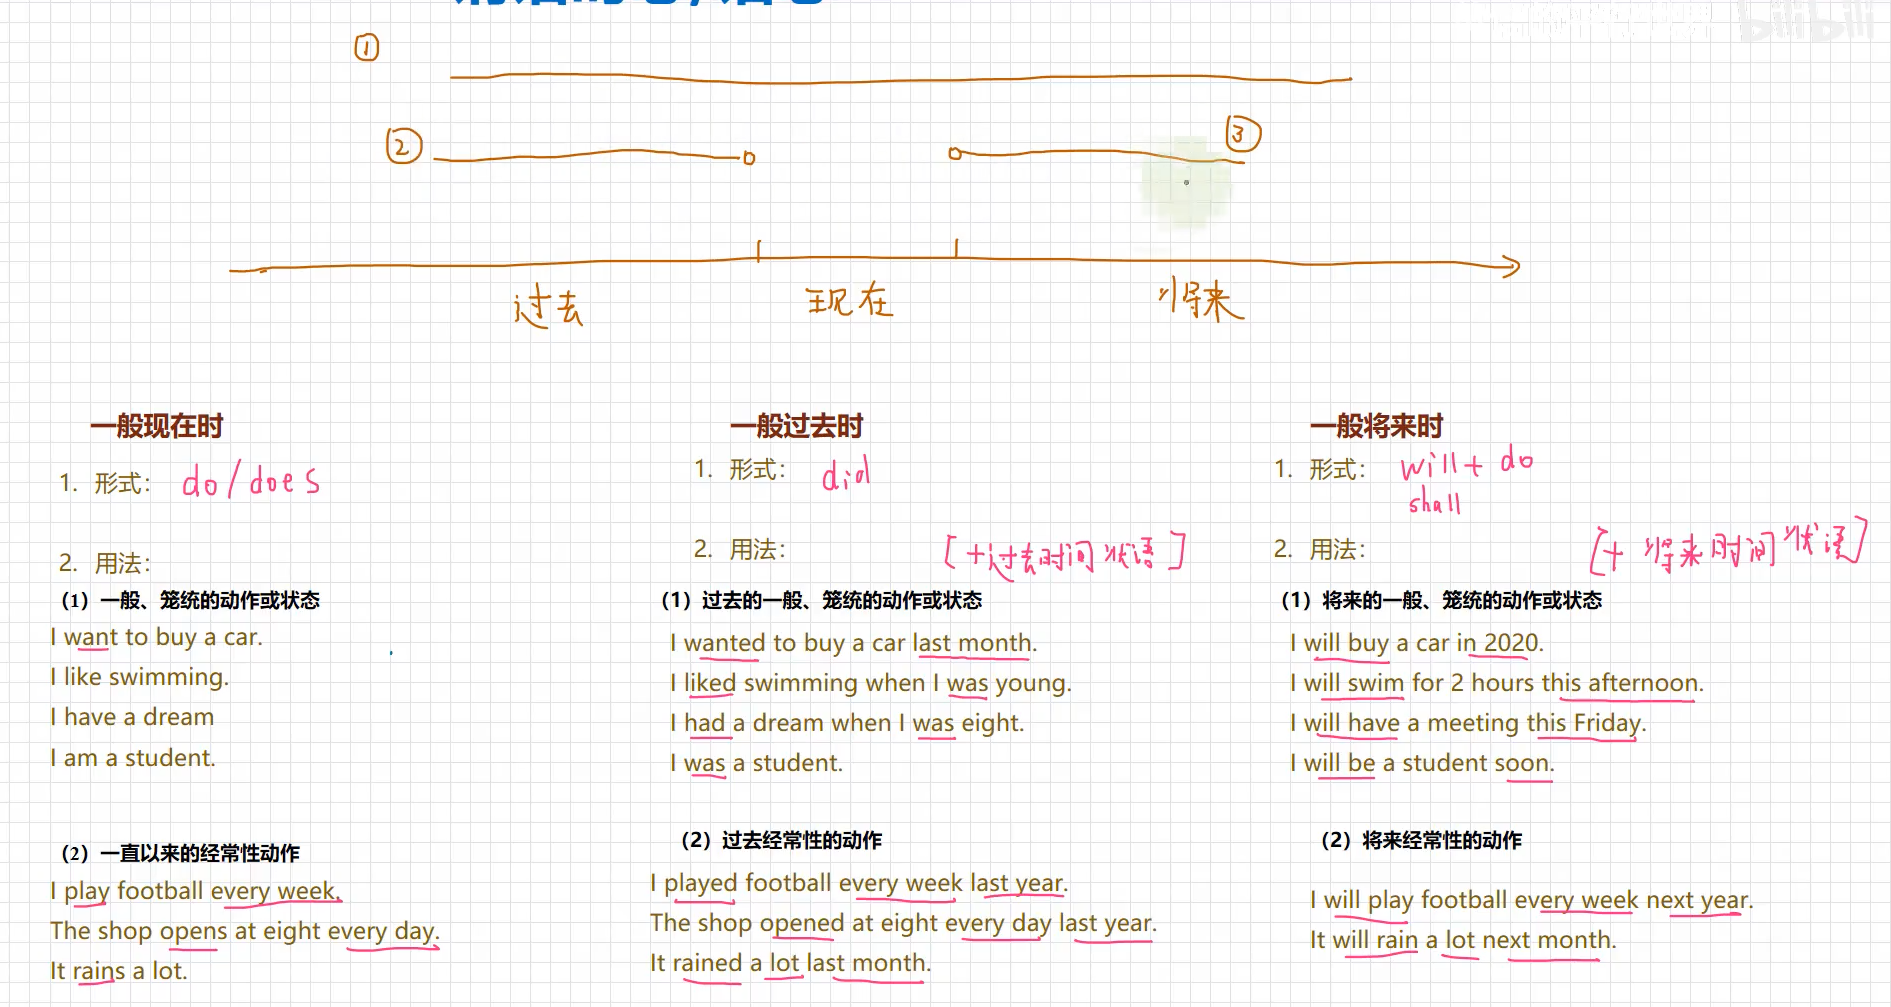 bilibili
①
②
③
过去 现在 将来
一般现在时
1. 形式： do/does
2. 用法：
（1）一般、笼统的动作或状态
I want to buy a car.
I like swimming.
I have a dream
I am a student.
（2）一直以来的经常性动作
I play football every week.
The shop opens at eight every day.
It rains a lot.
一般过去时
1. 形式： did
2. 用法： [+过去时间状语]
（1）过去的一般、笼统的动作或状态
I wanted to buy a car last month.
I liked swimming when I was young.
I had a dream when I was eight.
I was a student.
（2）过去经常性的动作
I played football every week last year.
The shop opened at eight every day last year.
It rained a lot last month.
一般将来时
1. 形式： will + do
shall
2. 用法： [+ 将来时间状语]
（1）将来的一般、笼统的动作或状态
I will buy a car in 2020.
I will swim for 2 hours this afternoon.
I will have a meeting this Friday.
I will be a student soon.
（2）将来经常性的动作
I will play football every week next year.
It will rain a lot next month.